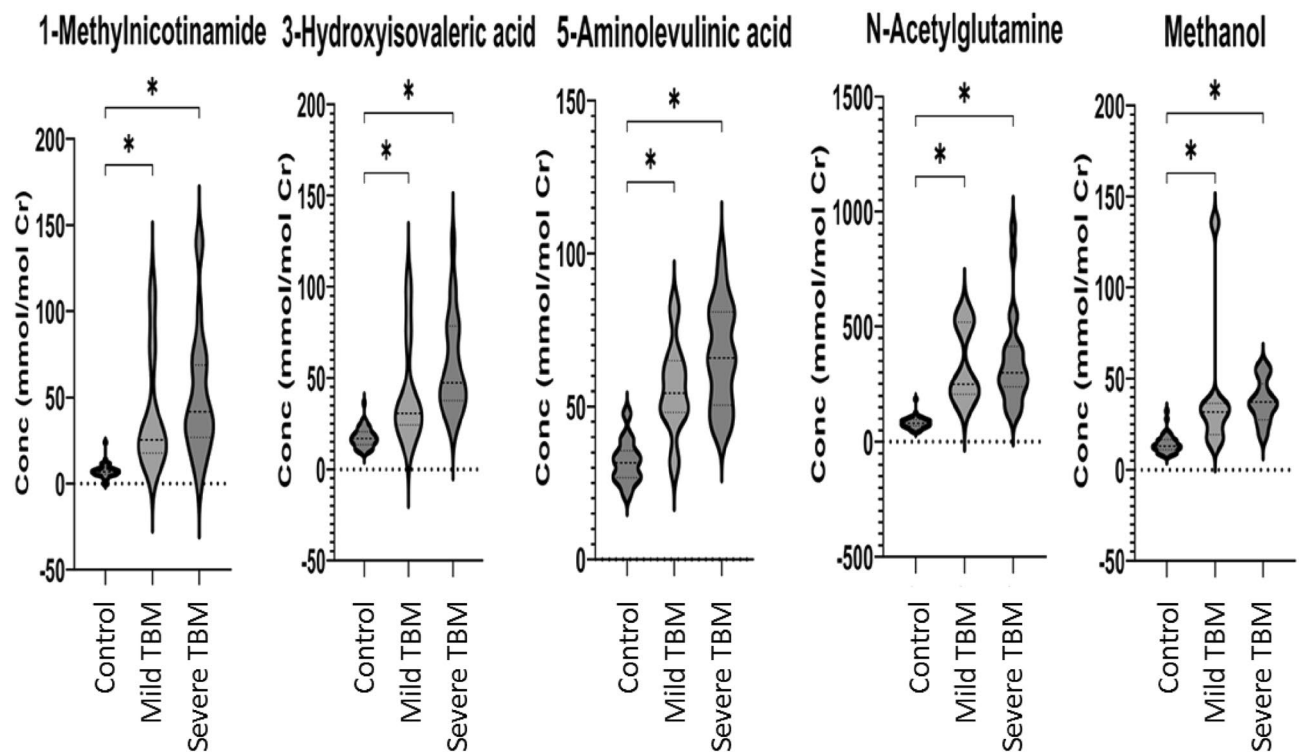 1-Methylnicotinamide
*
*
200
150
100
50
0
-50
Conc (mmol/mol Cr)
Control
Mild TBM
Severe TBM
3-Hydroxyisovaleric acid
*
*
200
150
100
50
0
-50
Conc (mmol/mol Cr)
Control
Mild TBM
Severe TBM
5-Aminolevulinic acid
*
*
150
100
50
0
Conc (mmol/mol Cr)
Control
Mild TBM
Severe TBM
N-Acetylglutamine
*
*
1500
1000
500
0
-500
Conc (mmol/mol Cr)
Control
Mild TBM
Severe TBM
Methanol
*
*
200
150
100
50
0
-50
Conc (mmol/mol Cr)
Control
Mild TBM
Severe TBM